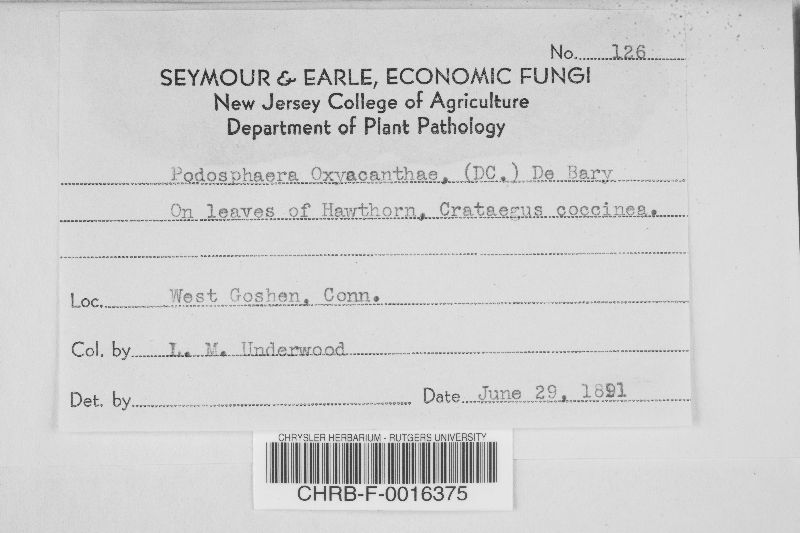 No. 126
SEYMOUR & EARLE, ECONOMIC FUNGI
New Jersey College of Agriculture
Department of Plant Pathology
Podosphaera Oxyacanthae, (DC.) De Bary
On leaves of Hawthorn, Crataegus coccinea.
Loc. West Goshen, Conn.
Col. by L. M. Underwood
Det. by Date June 29, 1891
CHRYSLER HERBARIUM - RUTGERS UNIVERSITY
CHRB-F-0016375